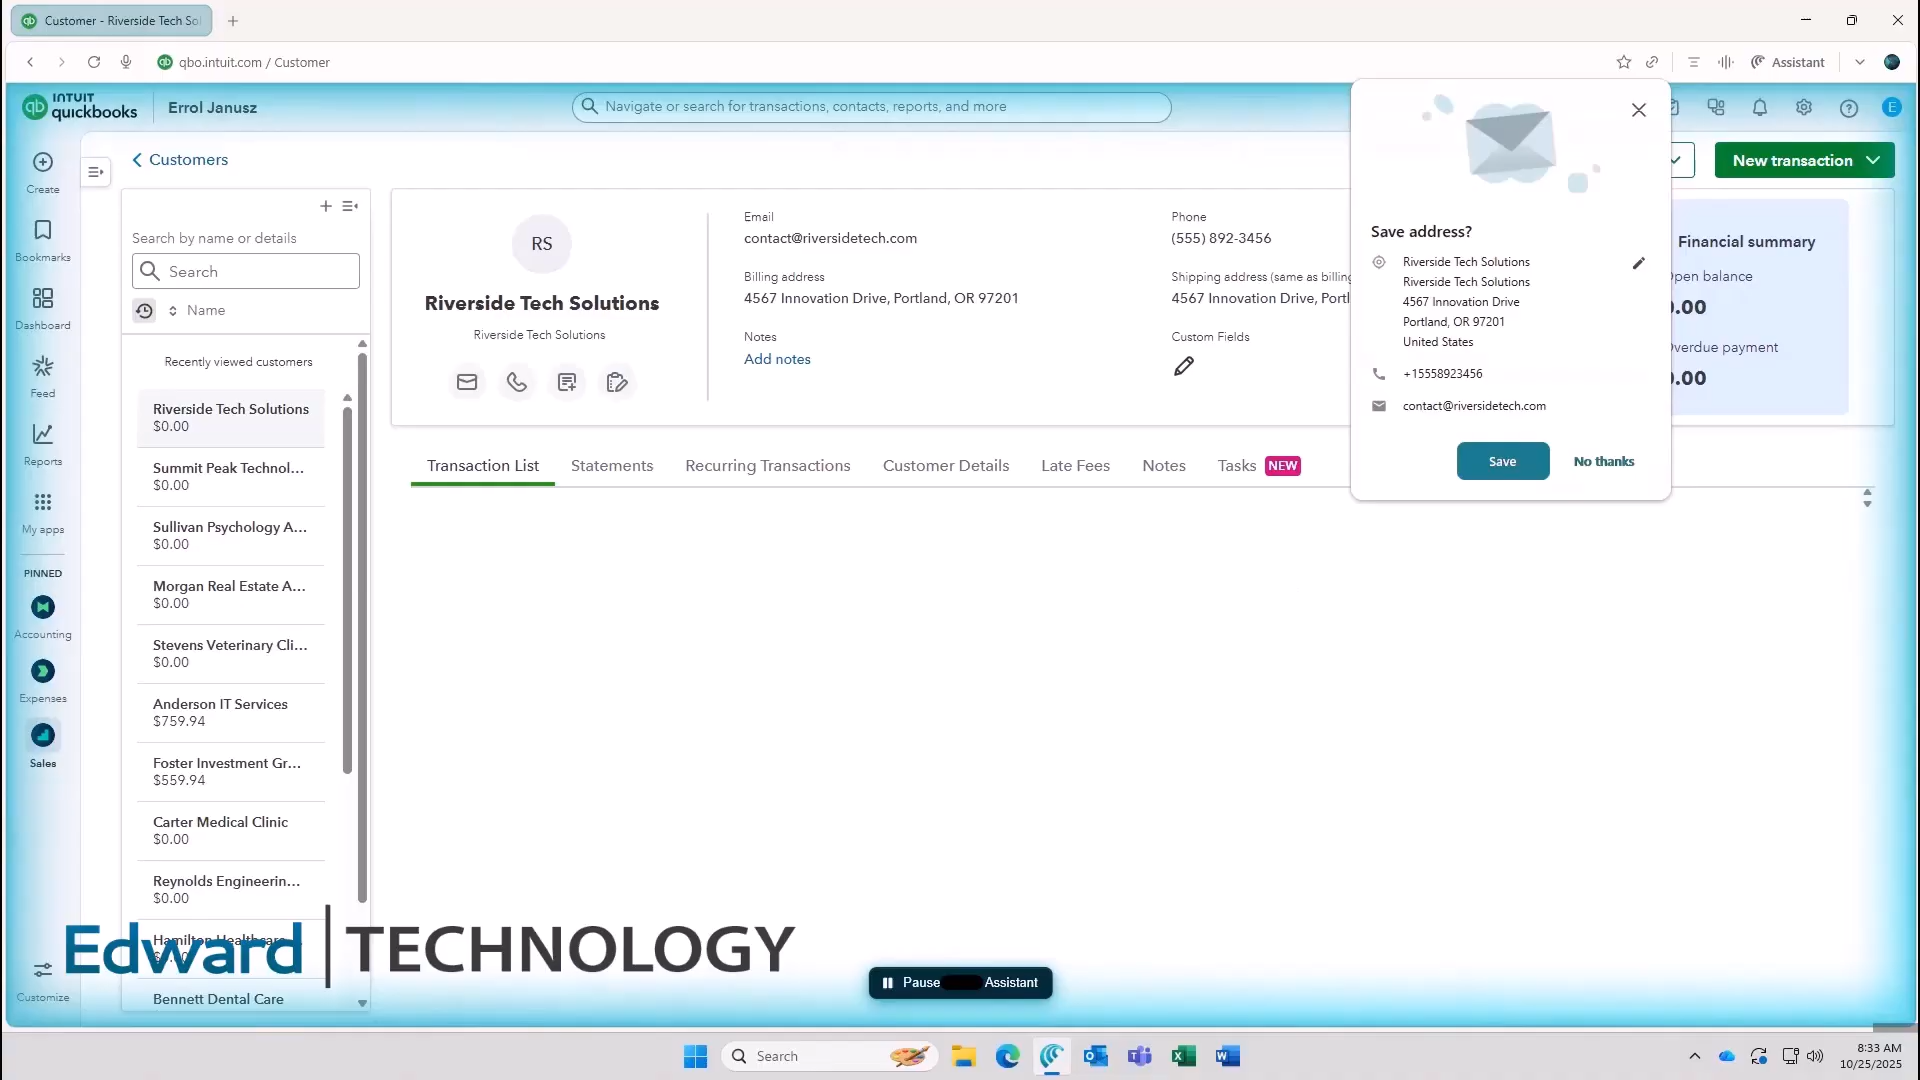 Customer - Riverside Tech Sol
qbo.intuit.com / Customer
Assistant
INTUIT
quickbooks
Errol Janusz
Navigate or search for transactions, contacts, reports, and more
E
Create
Bookmarks
Dashboard
Feed
Reports
My apps
PINNED
Accounting
Expenses
Sales
Customize
Customers
New transaction
Search by name or details
Search
Name
Recently viewed customers
Riverside Tech Solutions
$0.00
Summit Peak Technol...
$0.00
Sullivan Psychology A...
$0.00
Morgan Real Estate A...
$0.00
Stevens Veterinary Cli...
$0.00
Anderson IT Services
$759.94
Foster Investment Gr...
$559.94
Carter Medical Clinic
$0.00
Reynolds Engineerin...
$0.00
Hamilton Healthcare
Bennett Dental Care
RS
Riverside Tech Solutions
Riverside Tech Solutions
Email
contact@riversidetech.com
Billing address
4567 Innovation Drive, Portland, OR 97201
Notes
Add notes
Phone
(555) 892-3456
Shipping address (same as billing
4567 Innovation Drive, Portl
Custom Fields
Financial summary
Open balance
.00
Overdue payment
.00
Transaction List
Statements
Recurring Transactions
Customer Details
Late Fees
Notes
Tasks NEW
Save address?
Riverside Tech Solutions
Riverside Tech Solutions
4567 Innovation Drive
Portland, OR 97201
United States
+15558923456
contact@riversidetech.com
Save
No thanks
Edward TECHNOLOGY
Pause Assistant
Search
8:33 AM
10/25/2025